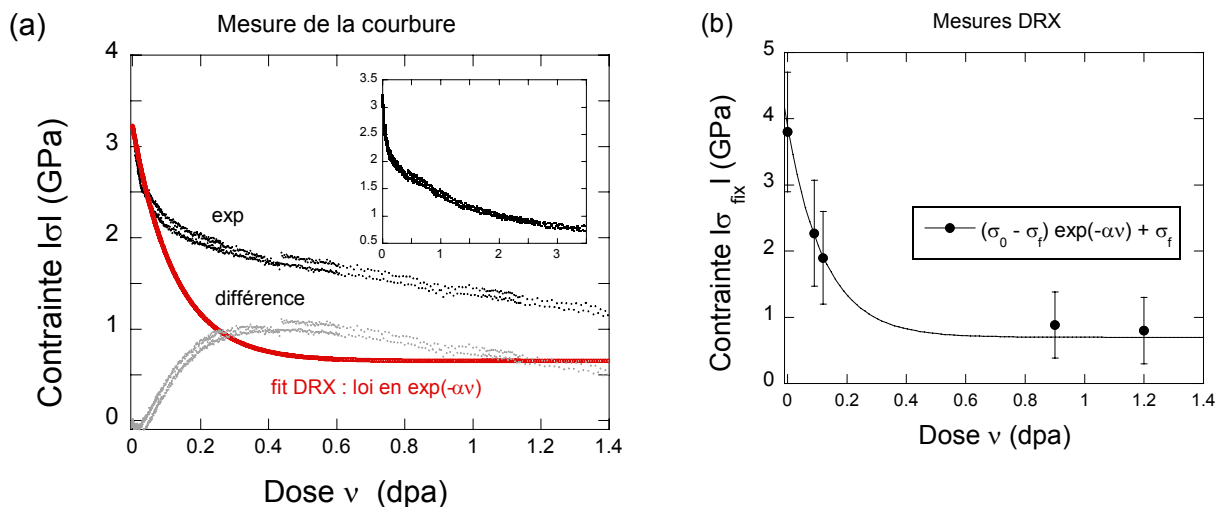 (a)
Mesure de la courbure
Contrainte IσI (GPa)
4
3
2
1
0
0 0.2 0.4 0.6 0.8 1 1.2 1.4
Dose ν (dpa)
exp
différence
fit DRX : loi en exp(-αν)
3.5
3
2.5
2
1.5
1
0.5
0 1 2 3
(b)
Mesures DRX
Contrainte Iσfix I (GPa)
5
4
3
2
1
0
0 0.2 0.4 0.6 0.8 1 1.2 1.4
Dose ν (dpa)
(σ0 - σf) exp(-αν) + σf